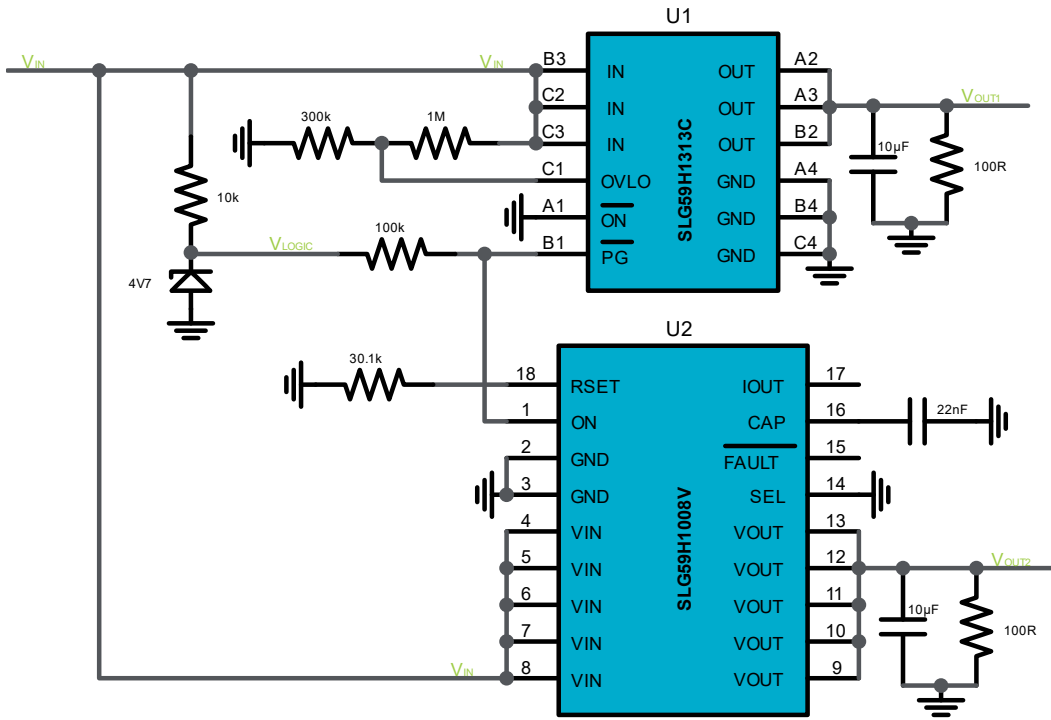 U1
VIN
VIN
B3 IN OUT A2
C2 IN OUT A3
VOUT1
300k
1M
C3 IN OUT B2
10µF
100R
C1 OVLO GND A4
10k
A1 ON GND B4
VLOGIC
100k
B1 PG GND C4
SLG59H1313C
4V7
U2
30.1k
18 RSET IOUT 17
1 ON CAP 16
22nF
2 GND FAULT 15
3 GND SEL 14
4 VIN VOUT 13
5 VIN VOUT 12
VOUT2
6 VIN VOUT 11
10µF
100R
7 VIN VOUT 10
VIN
8 VIN VOUT 9
SLG59H1008V